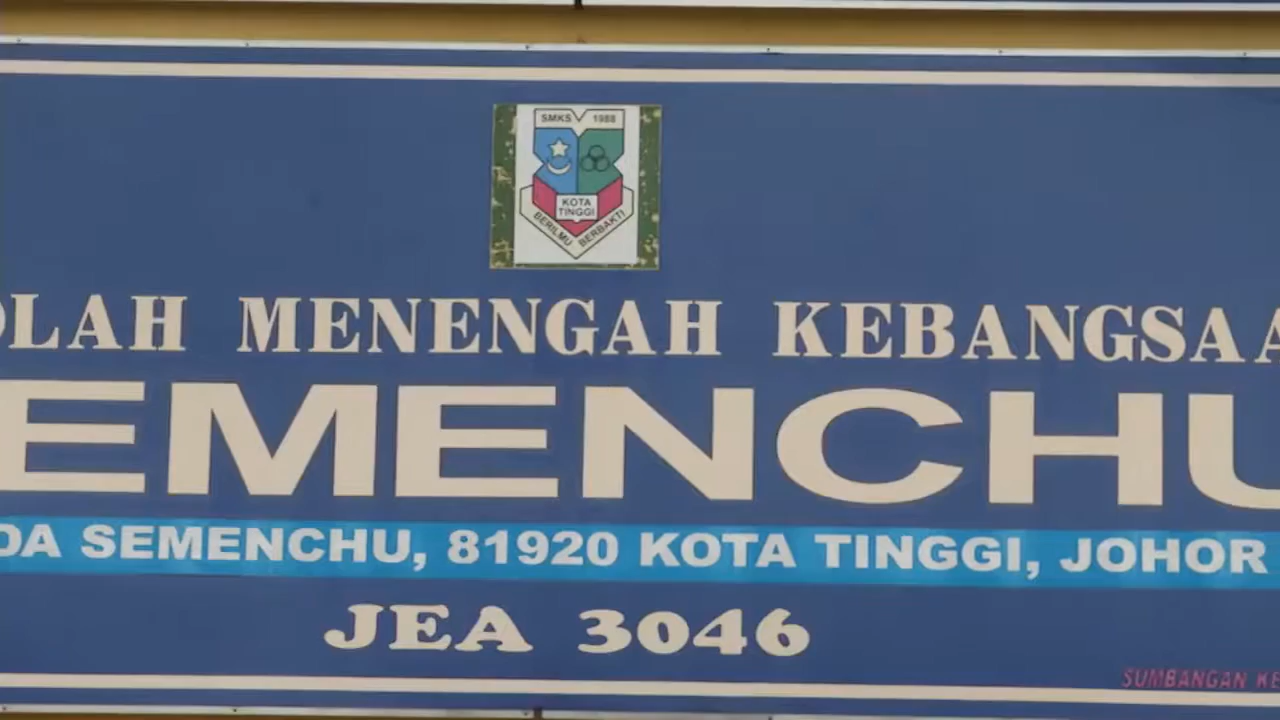 SMKS 1988
KOTA
TINGGI
BERILMU BERBAKTI
OLAH MENENGAH KEBANGSAA
EMENCHU
DA SEMENCHU, 81920 KOTA TINGGI, JOHOR
JEA 3046
SUMBANGAN KE